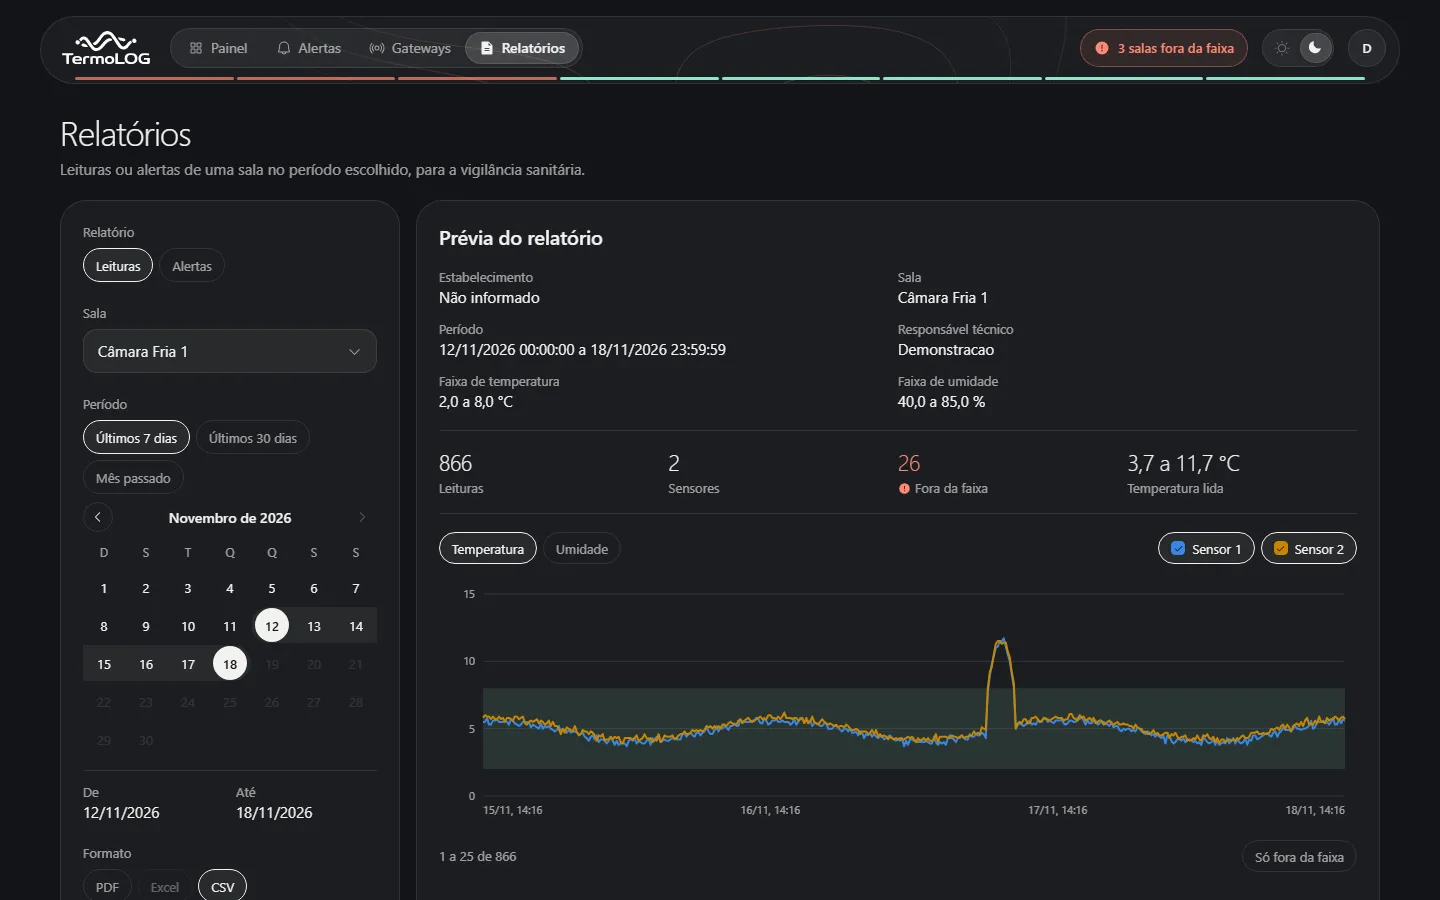 TermoLOG
Painel
Alertas
Gateways
Relatórios
3 salas fora da faixa
D
Relatórios
Leituras ou alertas de uma sala no período escolhido, para a vigilância sanitária.
Relatório
Leituras
Alertas
Sala
Câmara Fria 1
Período
Últimos 7 dias
Últimos 30 dias
Mês passado
Novembro de 2026
D S T Q Q S S
1 2 3 4 5 6 7
8 9 10 11 12 13 14
15 16 17 18 19 20 21
22 23 24 25 26 27 28
29 30
De
12/11/2026
Até
18/11/2026
Formato
PDF
Excel
CSV
Prévia do relatório
Estabelecimento
Não informado
Sala
Câmara Fria 1
Período
12/11/2026 00:00:00 a 18/11/2026 23:59:59
Responsável técnico
Demonstracao
Faixa de temperatura
2,0 a 8,0 °C
Faixa de umidade
40,0 a 85,0 %
866
Leituras
2
Sensores
26
Fora da faixa
3,7 a 11,7 °C
Temperatura lida
Temperatura
Umidade
Sensor 1
Sensor 2
15
10
5
0
15/11, 14:16
16/11, 14:16
17/11, 14:16
18/11, 14:16
1 a 25 de 866
Só fora da faixa